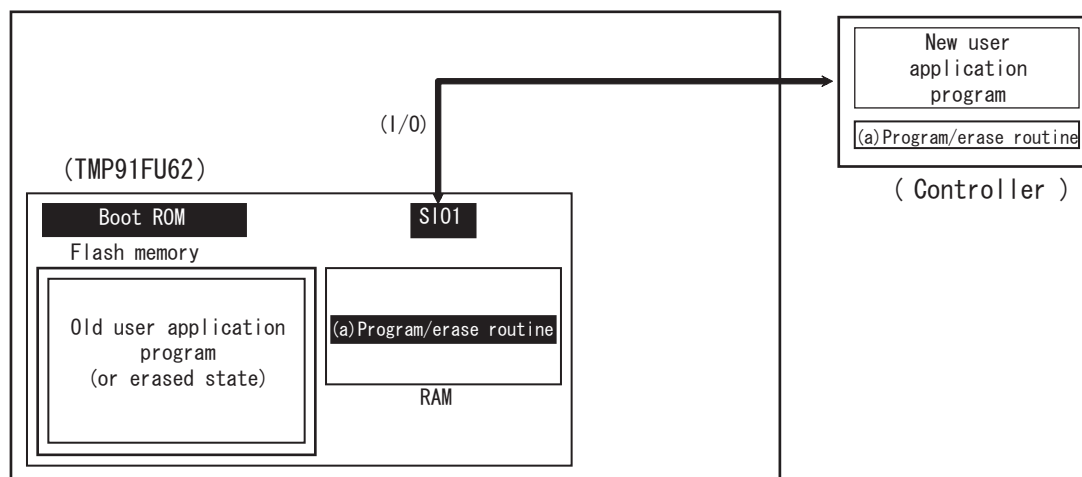 New user
application
program
(a)Program/erase routine
( Controller )
(I/O)
(TMP91FU62)
Boot ROM
SIO1
Flash memory
Old user application
program
(or erased state)
(a)Program/erase routine
RAM